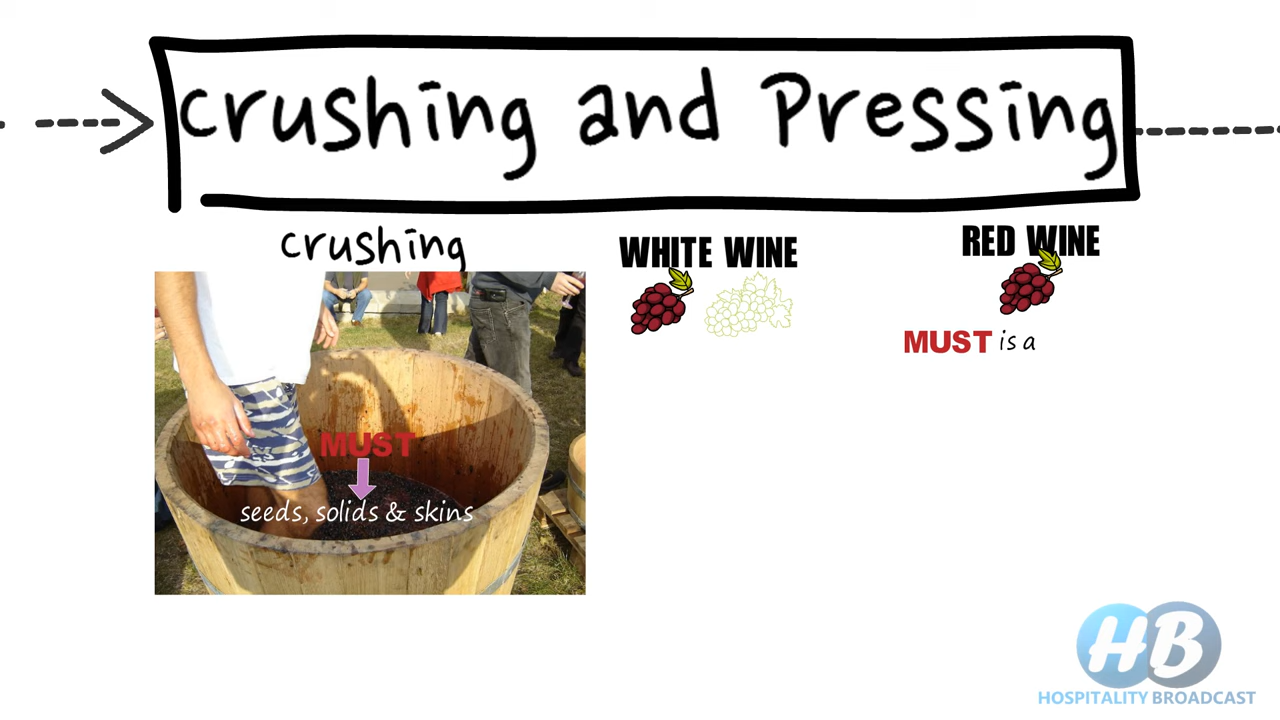 crushing and Pressing
crushing
MUST
seeds, solids & skins
WHITE WINE
RED WINE
MUST is a
HB
HOSPITALITY BROADCAST